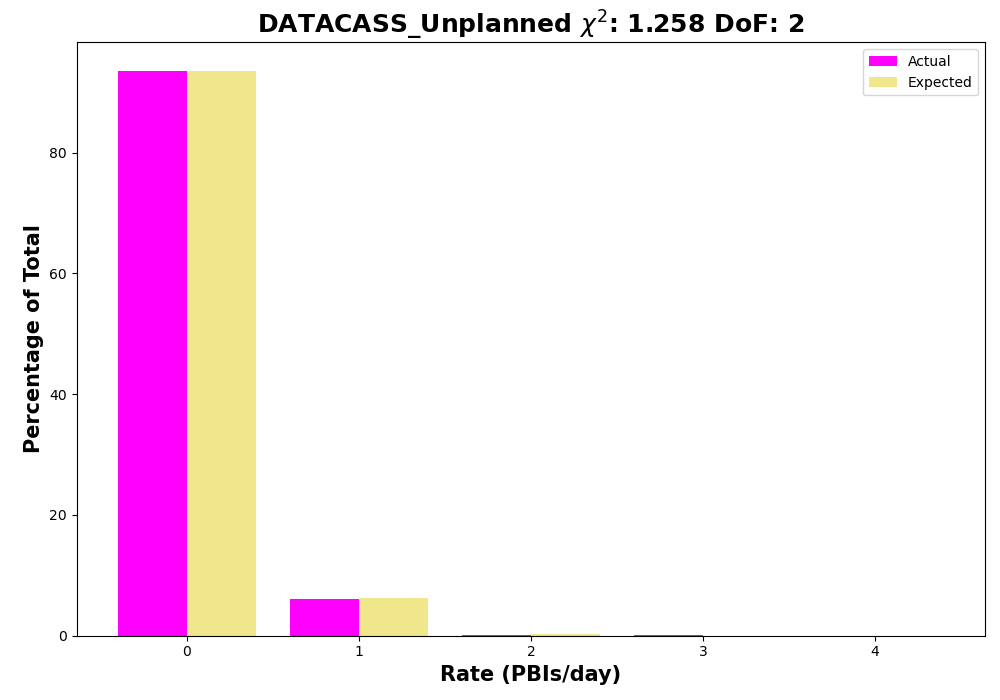 DATACASS_Unplanned χ²: 1.258 DoF: 2
Actual
Expected
Percentage of Total
80
60
40
20
0
0 1 2 3 4
Rate (PBIs/day)